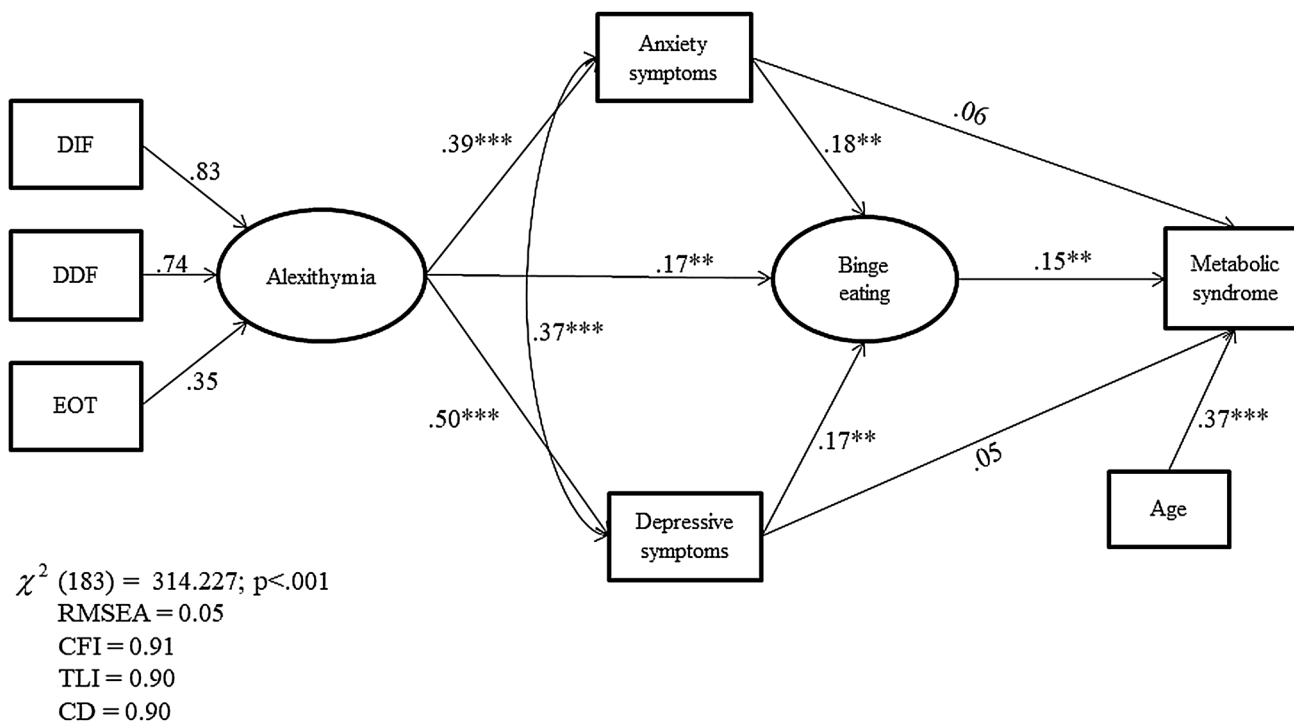 Anxiety
symptoms
.06
DIF
.39***
.18**
.83
DDF
.74
Alexithymia
.17**
Binge
eating
.15**
Metabolic
syndrome
.37***
EOT
.35
.50***
.17**
.05
.37***
Depressive
symptoms
Age
χ² (183) = 314.227; p<.001
RMSEA = 0.05
CFI = 0.91
TLI = 0.90
CD = 0.90